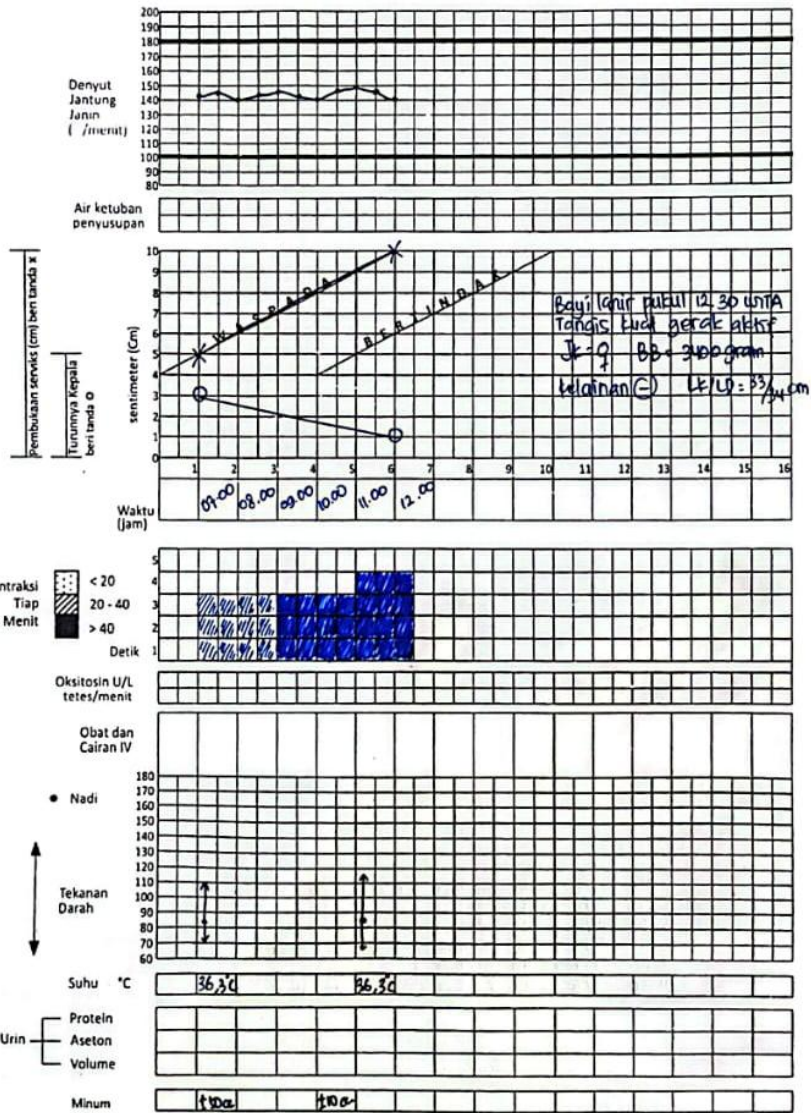 200
190
180
170
160
150
Denyut
Jantung
Janin
( /menit)
140
130
120
110
100
90
80
Air ketuban
penyusupan
Pembukaan serviks (cm) beri tanda x
Turunnya Kepala
beri tanda O
sentimeter (Cm)
10
9
8
7
6
5
4
3
2
1
0
WASPADA
BERTINDAK
Bayi lahir pukul 12.30 WITA
Tangis kuat gerak aktif
JK = ♀ BB = 3400 gram
kelainan (-) LK/LD = 33/34 cm
1 2 3 4 5 6 7 8 9 10 11 12 13 14 15 16
Waktu
(jam)
07.00 08.00 09.00 10.00 11.00 12.00
ntraksi
Tiap
Menit
< 20
20 - 40
> 40
Detik
5
4
3
2
1
Oksitosin U/L
tetes/menit
Obat dan
Cairan IV
Nadi
Tekanan
Darah
180
170
160
150
140
130
120
110
100
90
80
70
60
Suhu °C
36,3°C 36,3°C
Urin
Protein
Aseton
Volume
Minum